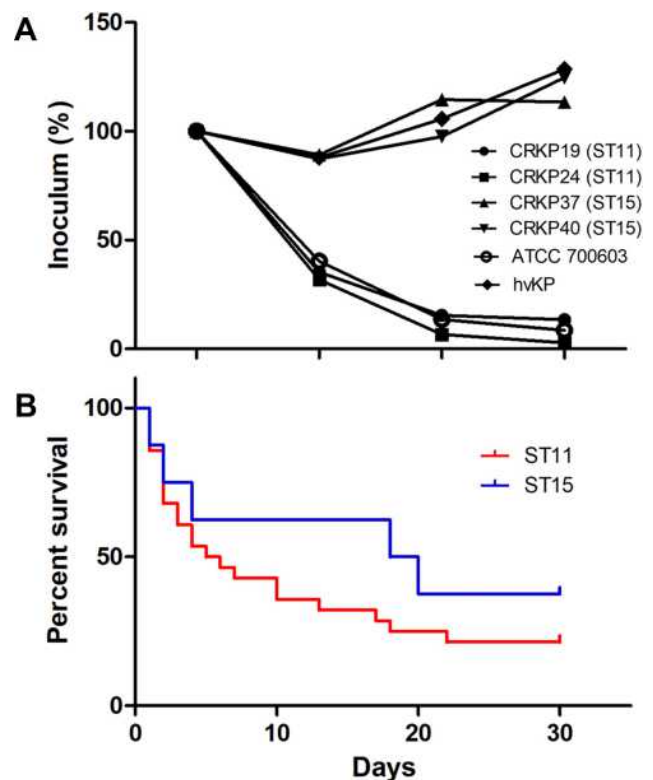 A
150
100
50
0
Inoculum (%)
CRKP19 (ST11)
CRKP24 (ST11)
CRKP37 (ST15)
CRKP40 (ST15)
ATCC 700603
hvKP
B
100
50
0
Percent survival
ST11
ST15
0 10 20 30
Days